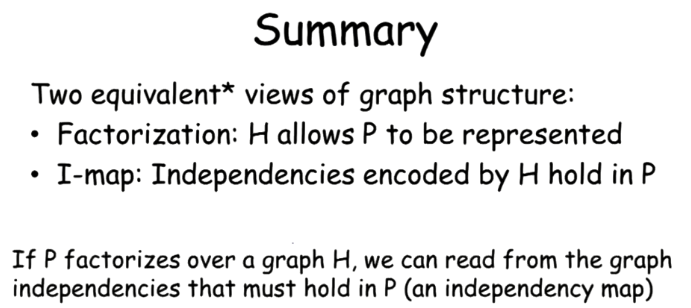 Summary
Two equivalent* views of graph structure:
• Factorization: H allows P to be represented
• I-map: Independencies encoded by H hold in P
If P factorizes over a graph H, we can read from the graph
independencies that must hold in P (an independency map)